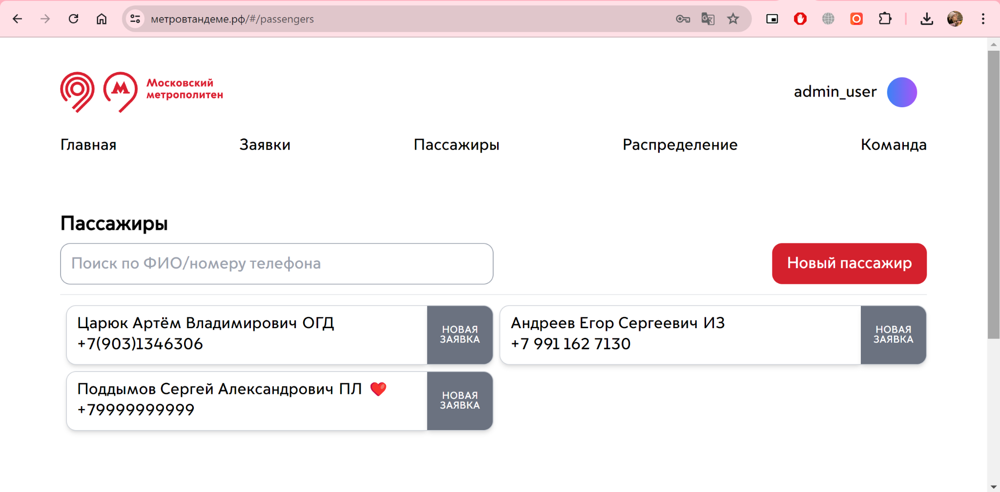 метровтандеме.рф/#/passengers
Московский
метрополитен
admin_user
Главная Заявки Пассажиры Распределение Команда
Пассажиры
Поиск по ФИО/номеру телефона
Новый пассажир
Царюк Артём Владимирович ОГД
+7(903)1346306
НОВАЯ
ЗАЯВКА
Андреев Егор Сергеевич ИЗ
+7 991 162 7130
НОВАЯ
ЗАЯВКА
Поддымов Сергей Александрович ПЛ ❤️
+79999999999
НОВАЯ
ЗАЯВКА